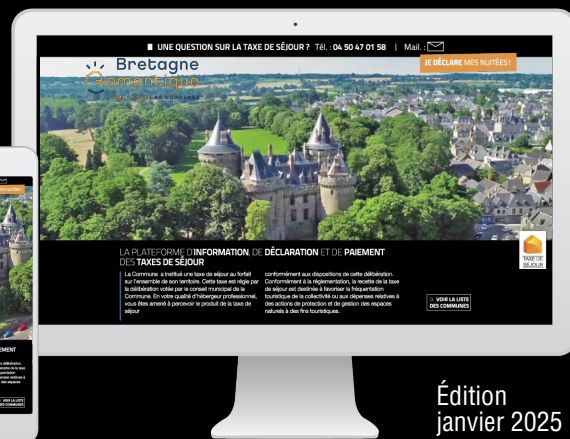 UNE QUESTION SUR LA TAXE DE SÉJOUR ? Tél. : 04 50 47 01 58 | Mail. :
JE DÉCLARE MES NUITÉES !
Bretagne
Romantique
LA PLATEFORME D'INFORMATION, DE DÉCLARATION ET DE PAIEMENT
DES TAXES DE SÉJOUR
La Commune a institué une taxe de séjour au forfait
sur l'ensemble de son territoire. Cette taxe est régie par
la délibération votée par le conseil municipal de la
Commune. En votre qualité d'hébergeur professionnel,
vous êtes amené à percevoir le produit de la taxe de
séjour
conformément aux dispositions de cette délibération.
Conformément à la réglementation, la recette de la taxe
de séjour est destinée à favoriser la fréquentation
touristique de la collectivité ou aux dépenses relatives à
des actions de protection et de gestion des espaces
naturels à des fins touristiques.
TAXE DE
SÉJOUR
VOIR LA LISTE
DES COMMUNES
EMENT
VOIR LA LISTE
DES COMMUNES
Édition
janvier 2025